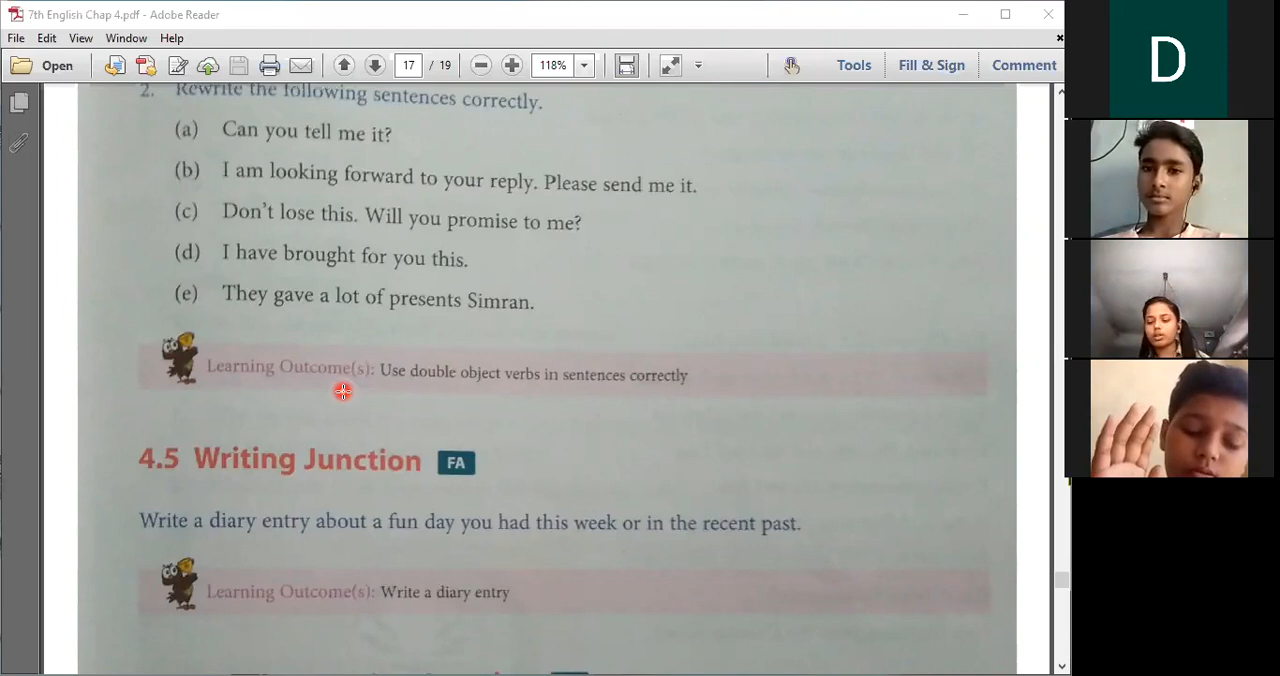 7th English Chap 4.pdf - Adobe Reader
File Edit View Window Help
Open 17 / 19 118% Tools Fill & Sign Comment
2. Rewrite the following sentences correctly.
(a) Can you tell me it?
(b) I am looking forward to your reply. Please send me it.
(c) Don't lose this. Will you promise to me?
(d) I have brought for you this.
(e) They gave a lot of presents Simran.
Learning Outcome(s): Use double object verbs in sentences correctly
4.5 Writing Junction FA
Write a diary entry about a fun day you had this week or in the recent past.
Learning Outcome(s): Write a diary entry
D